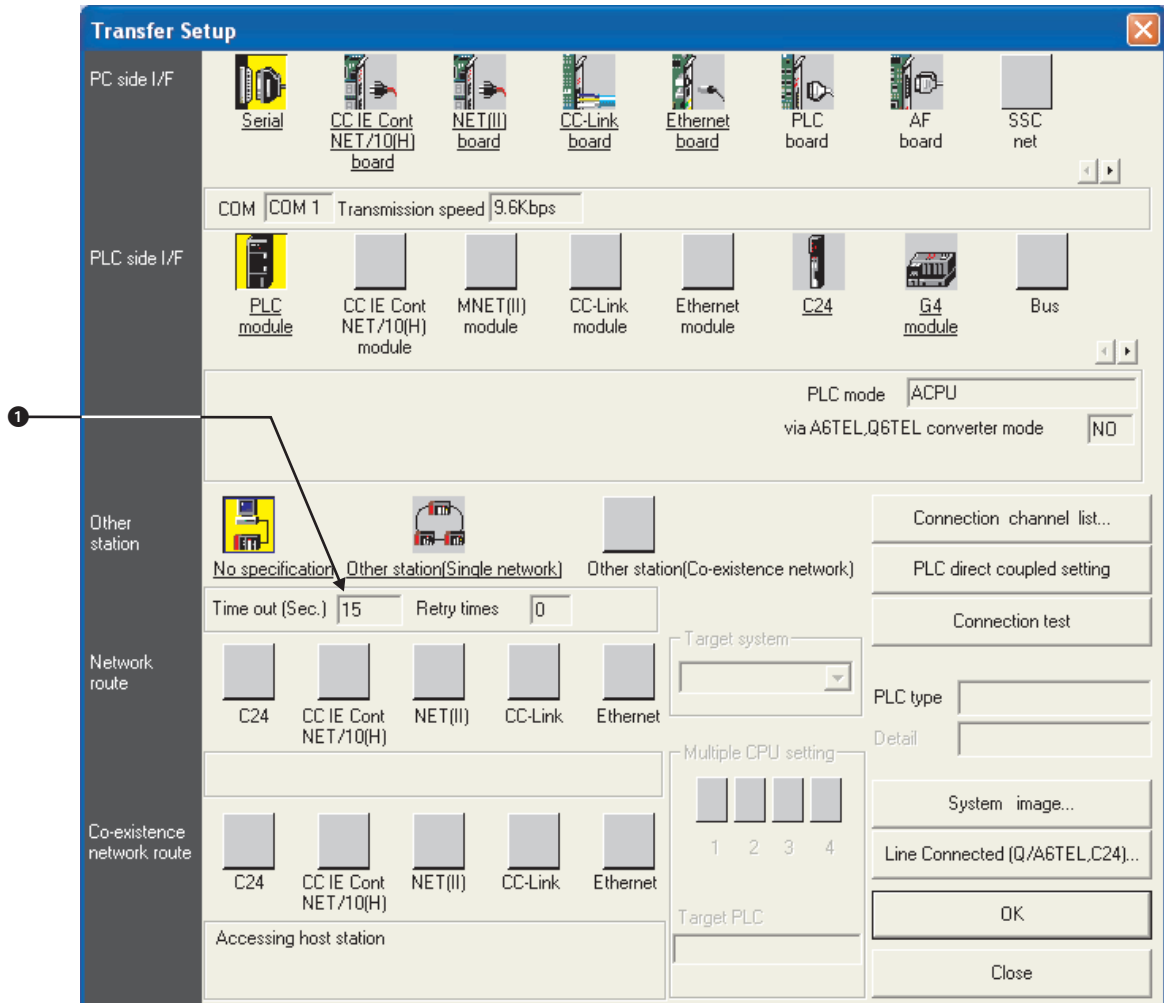 Transfer Setup
PC side I/F
Serial
CC IE Cont
NET/10(H)
board
NET(II)
board
CC-Link
board
Ethernet
board
PLC
board
AF
board
SSC
net
COM COM 1 Transmission speed 9.6Kbps
PLC side I/F
PLC
module
CC IE Cont
NET/10(H)
module
MNET(II)
module
CC-Link
module
Ethernet
module
C24
G4
module
Bus
PLC mode ACPU
via A6TEL,Q6TEL converter mode NO
1
Other
station
No specification
Other station(Single network)
Other station(Co-existence network)
Time out (Sec.) 15 Retry times 0
Connection channel list...
PLC direct coupled setting
Connection test
Network
route
C24
CC IE Cont
NET/10(H)
NET(II)
CC-Link
Ethernet
Target system
PLC type
Detail
Multiple CPU setting
1 2 3 4
Target PLC
System image...
Line Connected (Q/A6TEL,C24)...
OK
Close
Co-existence
network route
C24
CC IE Cont
NET/10(H)
NET(II)
CC-Link
Ethernet
Accessing host station